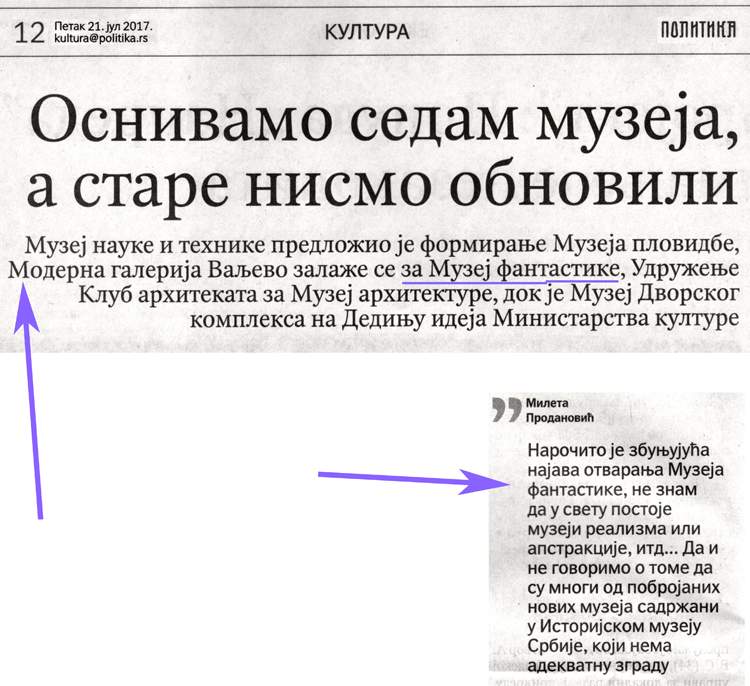 12
Петак 21. јул 2017.
kultura@politika.rs
КУЛТУРА
ПОЛИТИКА
Оснивамо седам музеја,
а старе нисмо обновили
Музеј науке и технике предложио је формирање Музеја пловидбе,
Модерна галерија Ваљево залаже се за Музеј фантастике, Удружење
Клуб архитеката за Музеј архитектуре, док је Музеј Дворског
комплекса на Дедињу идеја Министарства културе
Милета
Продановић
Нарочито је збуњујућа
најава отварања Музеја
фантастике, не знам
да у свету постоје
музеји реализма или
апстракције, итд... Да и
не говоримо о томе да
су многи од побројаних
нових музеја садржани
у Историјском музеју
Србије, који нема
адекватну зграду